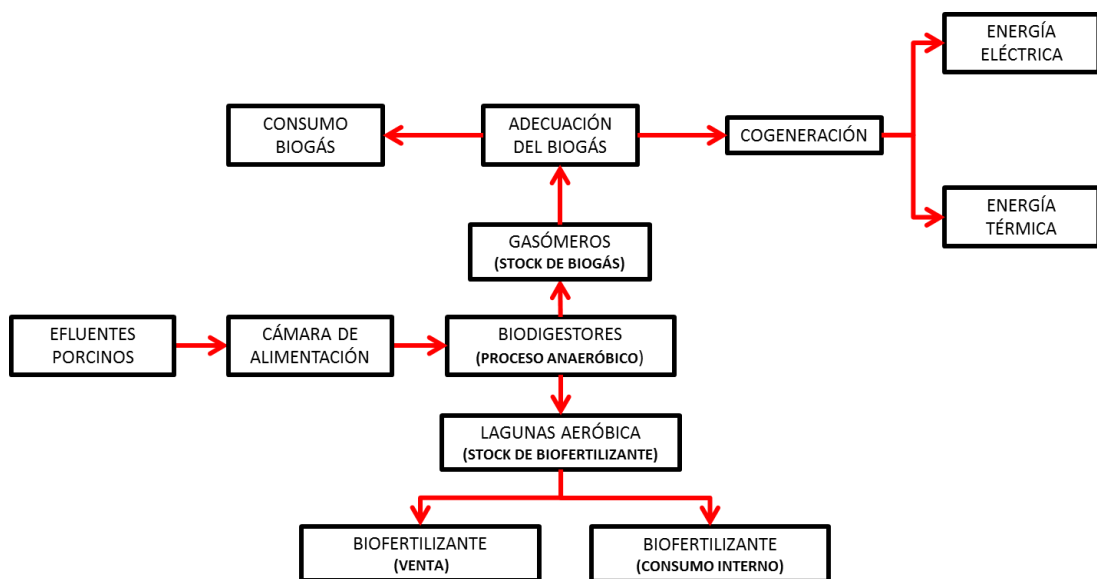 ENERGÍA
ELÉCTRICA
CONSUMO
BIOGÁS
ADECUACIÓN
DEL BIOGÁS
COGENERACIÓN
ENERGÍA
TÉRMICA
GASÓMEROS
(STOCK DE BIOGÁS)
EFLUENTES
PORCINOS
CÁMARA DE
ALIMENTACIÓN
BIODIGESTORES
(PROCESO ANAERÓBICO)
LAGUNAS AERÓBICA
(STOCK DE BIOFERTILIZANTE)
BIOFERTILIZANTE
(VENTA)
BIOFERTILIZANTE
(CONSUMO INTERNO)